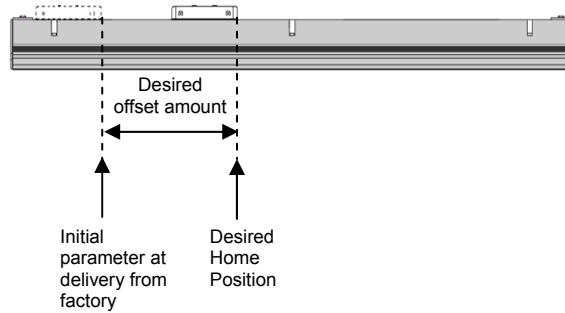 Desired
offset amount
Initial
parameter at
delivery from
factory
Desired
Home
Position